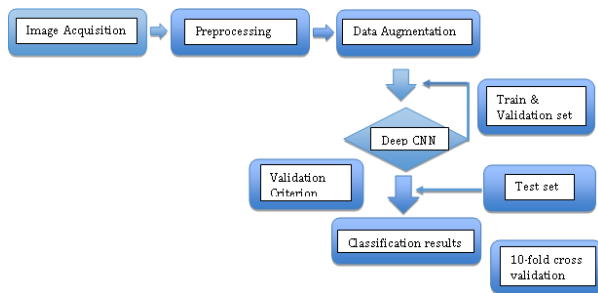 Image Acquisition
Preprocessing
Data Augmentation
Train &
Validation set
Deep CNN
Validation
Criterion
Test set
Classification results
10-fold cross
validation